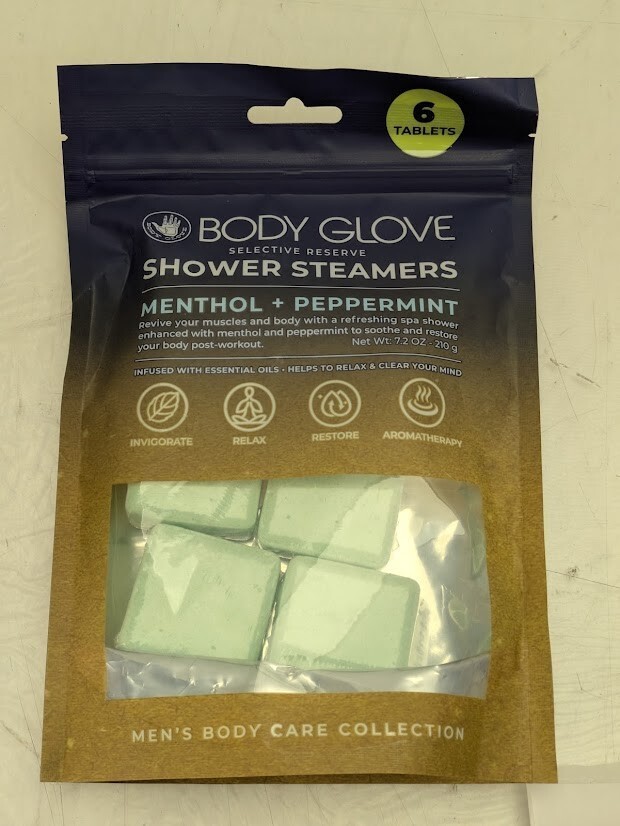 6
TABLETS
BODY GLOVE
BODY GLOVE
SELECTIVE RESERVE
SHOWER STEAMERS
MENTHOL + PEPPERMINT
Revive your muscles and body with a refreshing spa shower
enhanced with menthol and peppermint to soothe and restore
your body post-workout. Net Wt: 7.2 OZ - 210 g
INFUSED WITH ESSENTIAL OILS • HELPS TO RELAX & CLEAR YOUR MIND
INVIGORATE RELAX RESTORE AROMATHERAPY
MEN'S BODY CARE COLLECTION